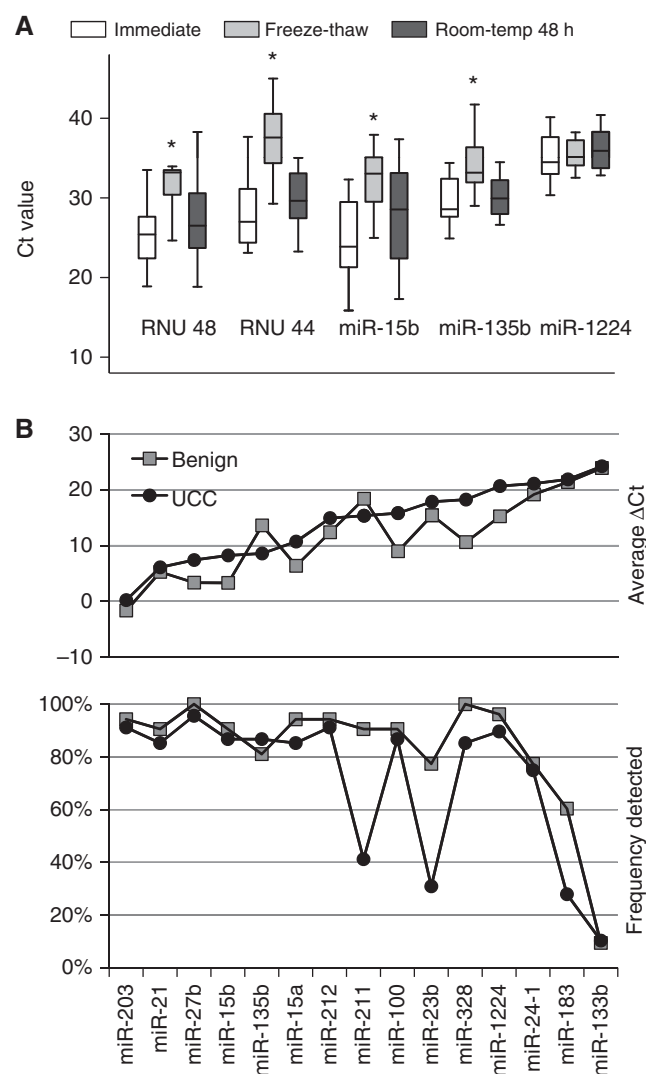 A
Immediate Freeze-thaw Room-temp 48 h
* * * *
Ct value
40
30
20
10
RNU 48 RNU 44 miR-15b miR-135b miR-1224
B
30
20
10
0
–10
Benign
UCC
Average ΔCt
100%
80%
60%
40%
20%
0%
Frequency detected
miR-203
miR-21
miR-27b
miR-15b
miR-135b
miR-15a
miR-212
miR-211
miR-100
miR-23b
miR-328
miR-1224
miR-24-1
miR-183
miR-133b